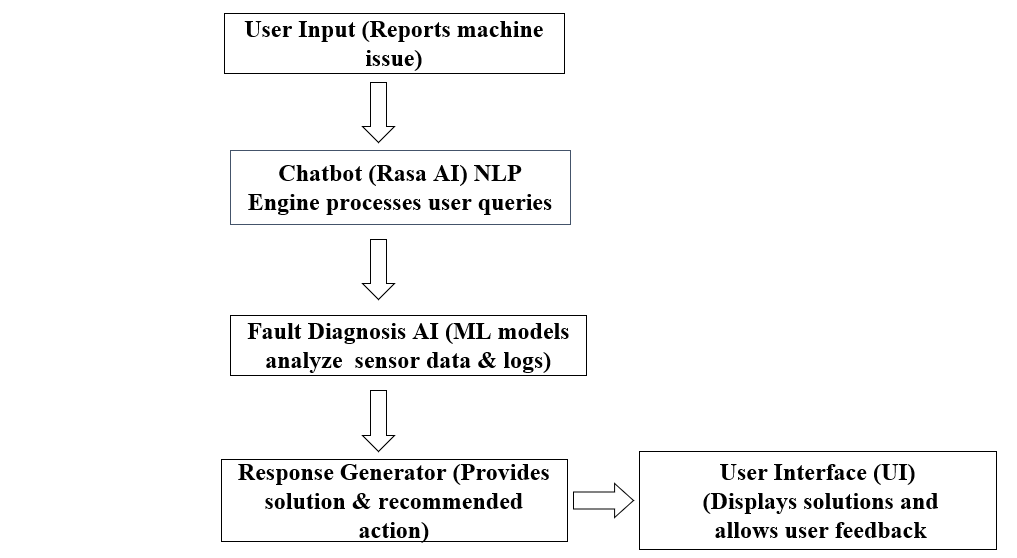 User Input (Reports machine
issue)
Chatbot (Rasa AI) NLP
Engine processes user queries
Fault Diagnosis AI (ML models
analyze  sensor data & logs)
Response Generator (Provides
solution & recommended
action)
User Interface (UI)
(Displays solutions and
allows user feedback